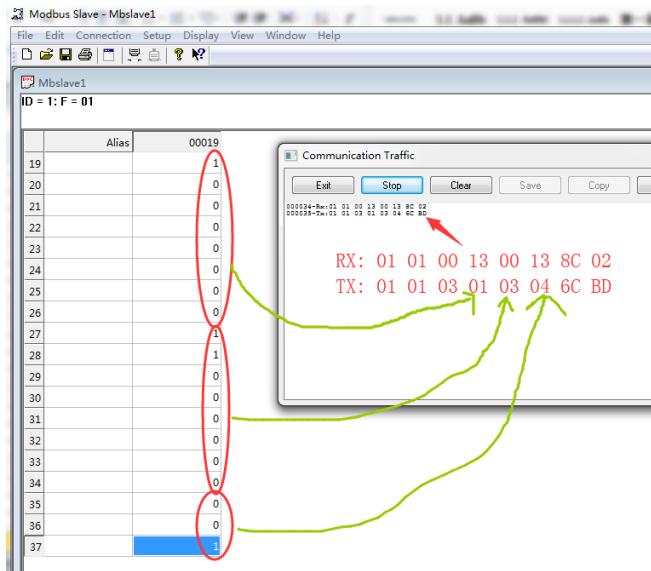 Modbus Slave - Mbslave1
File Edit Connection Setup Display View Window Help
Mbslave1
ID = 1: F = 01
Alias 00019
19 1
20 0
21 0
22 0
23 0
24 0
25 0
26 0
27 1
28 1
29 0
30 0
31 0
32 0
33 0
34 0
35 0
36 0
37 1
Communication Traffic
Exit Stop Clear Save Copy
000034-Rx:01 01 00 13 00 13 8C 02
000035-Tx:01 01 03 01 03 04 6C BD
RX: 01 01 00 13 00 13 8C 02
TX: 01 01 03 01 03 04 6C BD